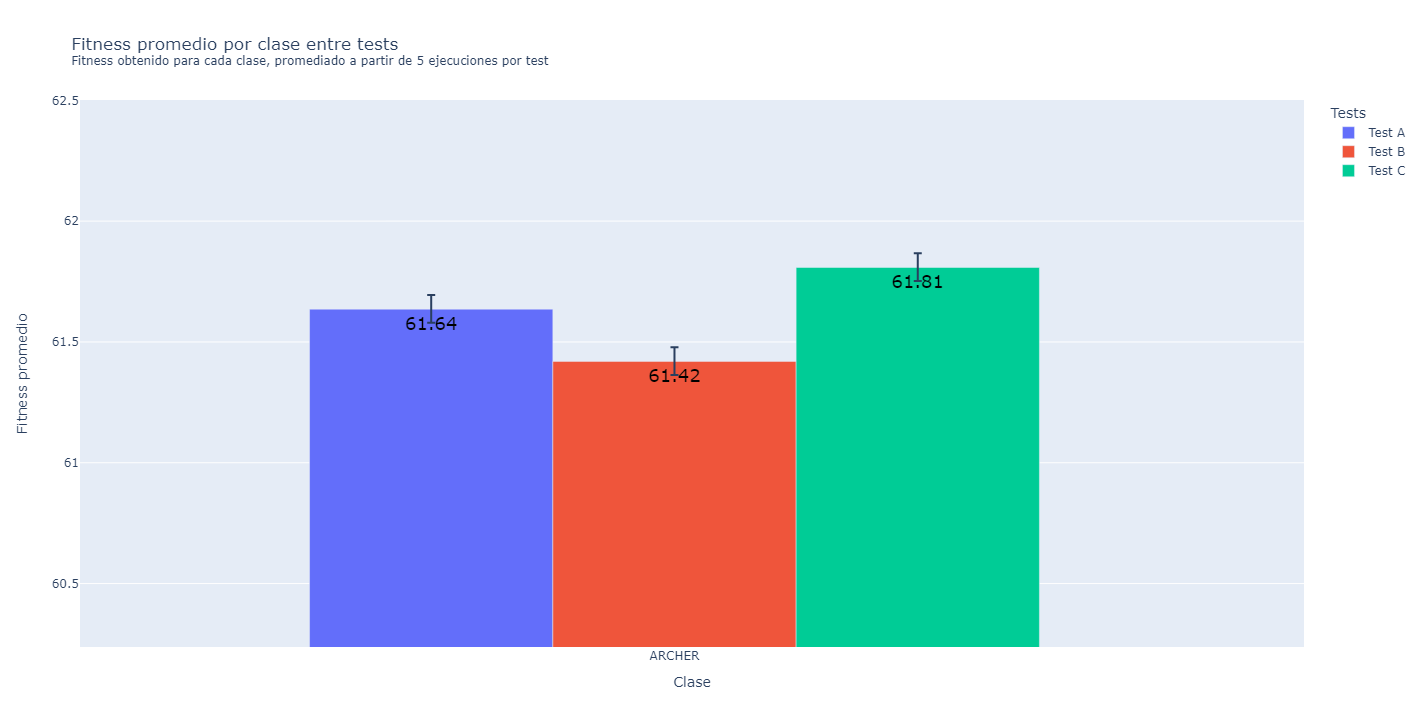 Fitness promedio por clase entre tests
Fitness obtenido para cada clase, promediado a partir de 5 ejecuciones por test
62.5
62
61.5
61
60.5
Fitness promedio
61.64
61.42
61.81
ARCHER
Clase
Tests
Test A
Test B
Test C